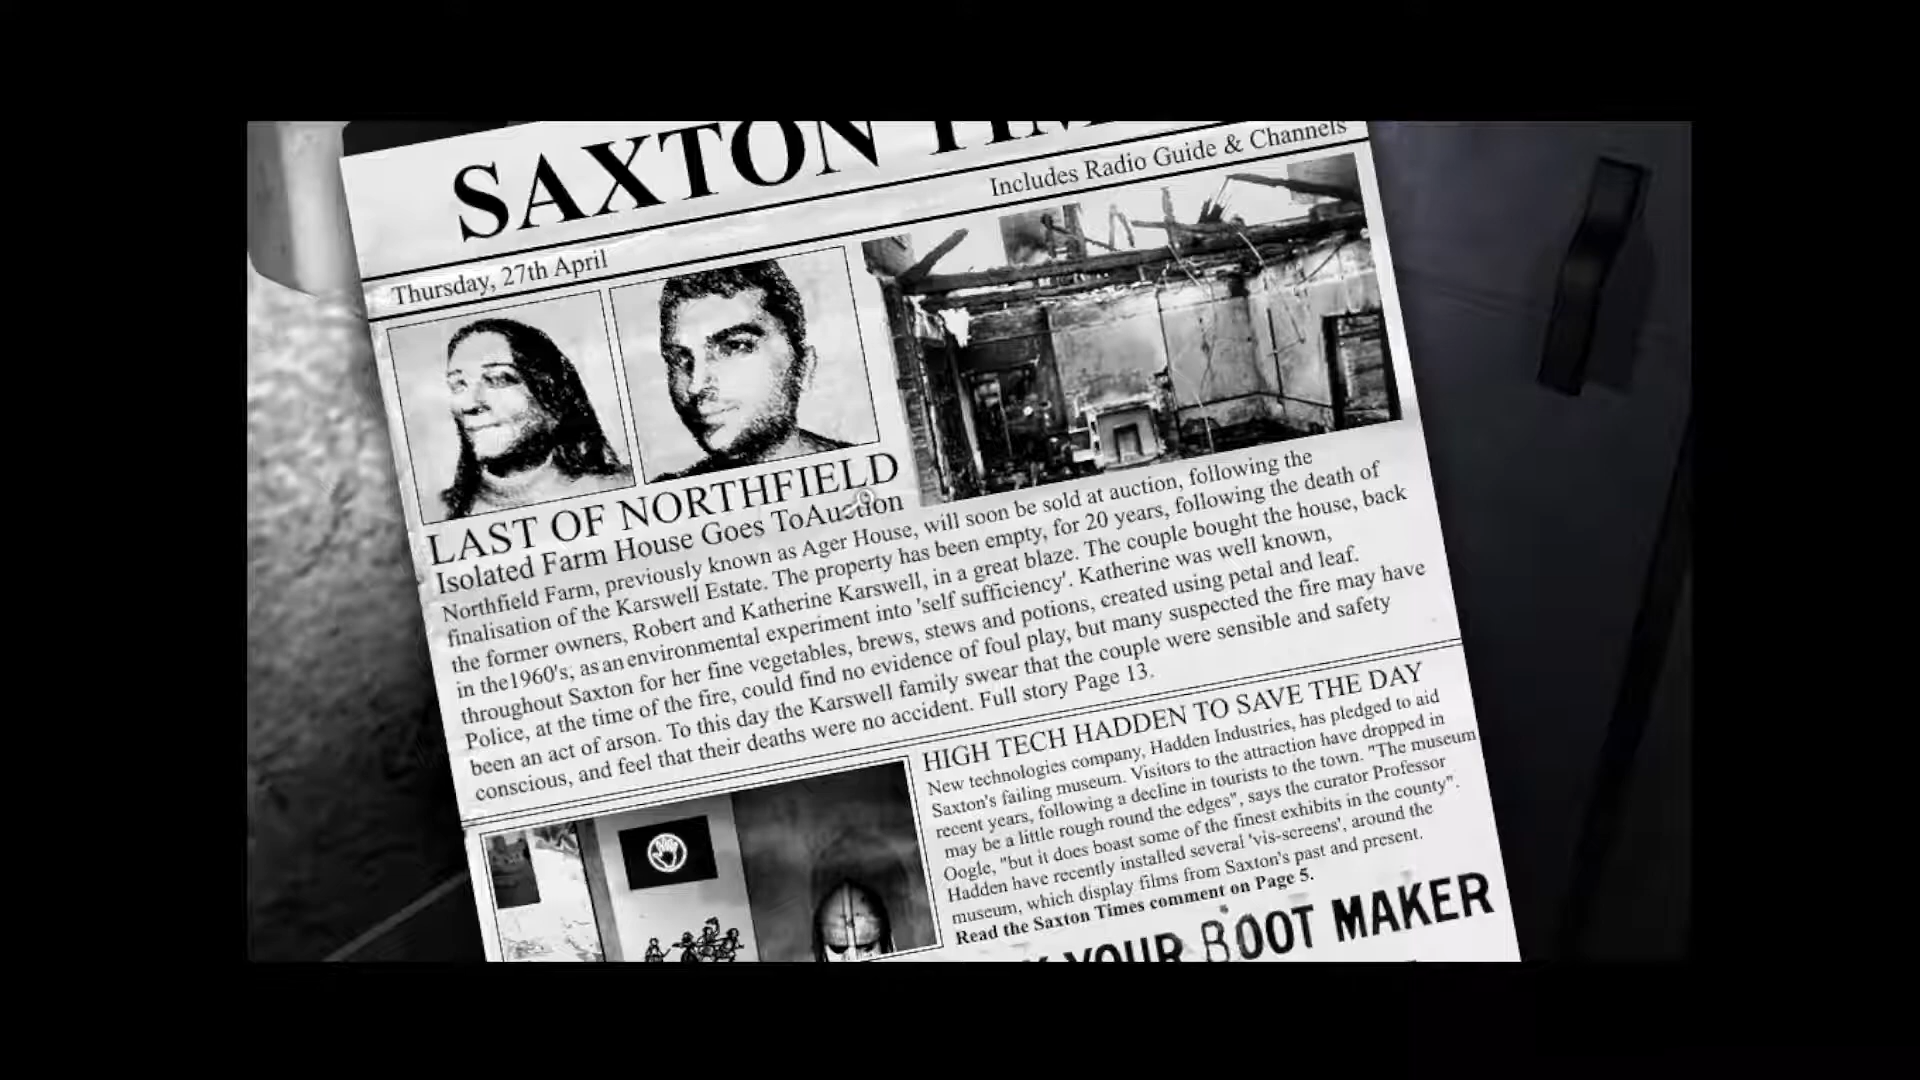 SAXTON TIM
Includes Radio Guide & Channels
Thursday, 27th April
LAST OF NORTHFIELD
Isolated Farm House Goes ToAuction
Northfield Farm, previously known as Ager House, will soon be sold at auction, following the
finalisation of the Karswell Estate. The property has been empty, for 20 years, following the death of
the former owners, Robert and Katherine Karswell, in a great blaze. The couple bought the house, back
in the1960's, as an environmental experiment into 'self sufficiency'. Katherine was well known,
throughout Saxton for her fine vegetables, brews, stews and potions, created using petal and leaf.
Police, at the time of the fire, could find no evidence of foul play, but many suspected the fire may have
been an act of arson. To this day the Karswell family swear that the couple were sensible and safety
conscious, and feel that their deaths were no accident. Full story Page 13.
HIGH TECH HADDEN TO SAVE THE DAY
New technologies company, Hadden Industries, has pledged to aid
Saxton's failing museum. Visitors to the attraction have dropped in
recent years, following a decline in tourists to the town. "The museum
may be a little rough round the edges", says the curator Professor
Oogle, "but it does boast some of the finest exhibits in the county".
Hadden have recently installed several 'vis-screens', around the
museum, which display films from Saxton's past and present.
Read the Saxton Times comment on Page 5.
YOUR BOOT MAKER